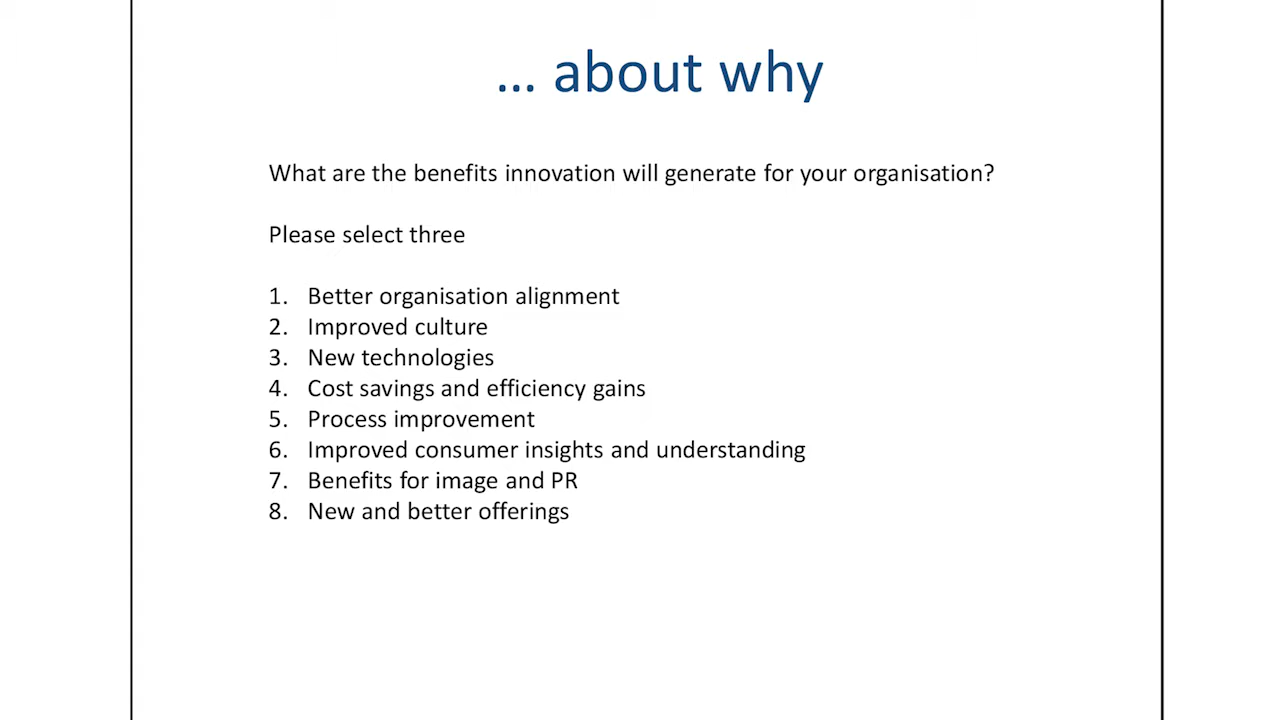 ... about why
What are the benefits innovation will generate for your organisation?
Please select three
1. Better organisation alignment
2. Improved culture
3. New technologies
4. Cost savings and efficiency gains
5. Process improvement
6. Improved consumer insights and understanding
7. Benefits for image and PR
8. New and better offerings